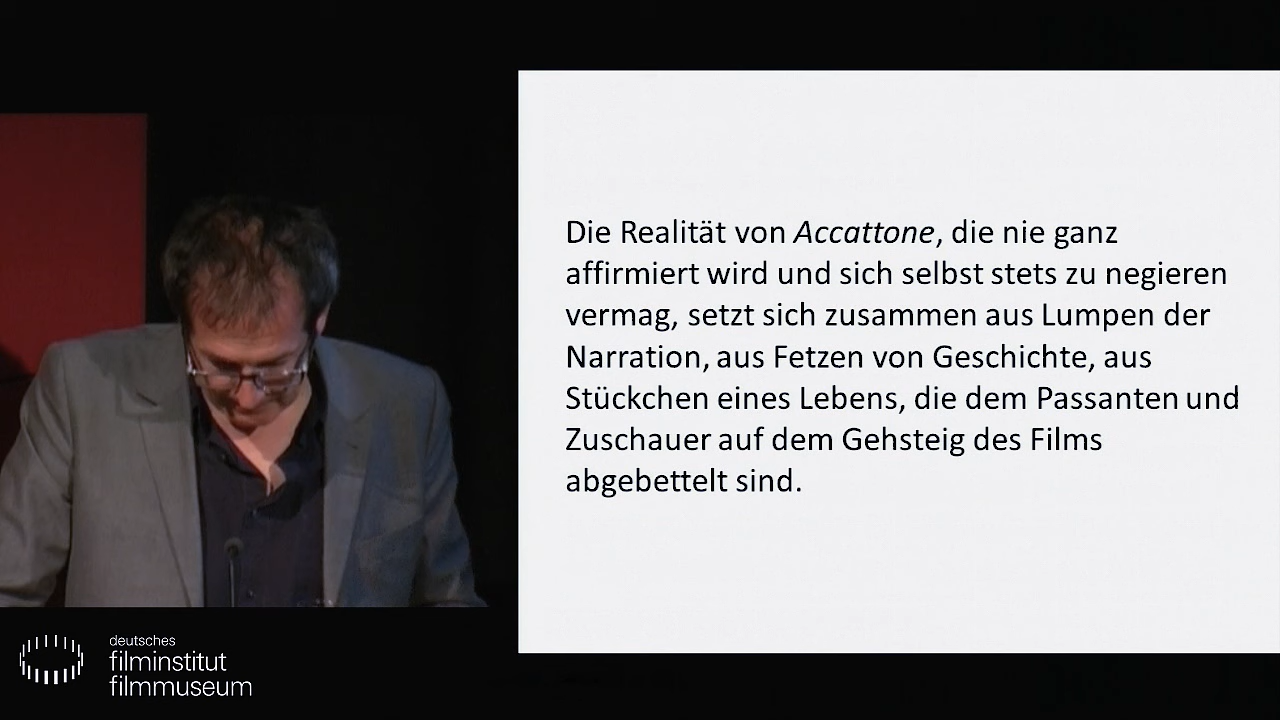 Die Realität von Accattone, die nie ganz
affirmiert wird und sich selbst stets zu negieren
vermag, setzt sich zusammen aus Lumpen der
Narration, aus Fetzen von Geschichte, aus
Stückchen eines Lebens, die dem Passanten und
Zuschauer auf dem Gehsteig des Films
abgebettelt sind.
deutsches
filminstitut
filmmuseum